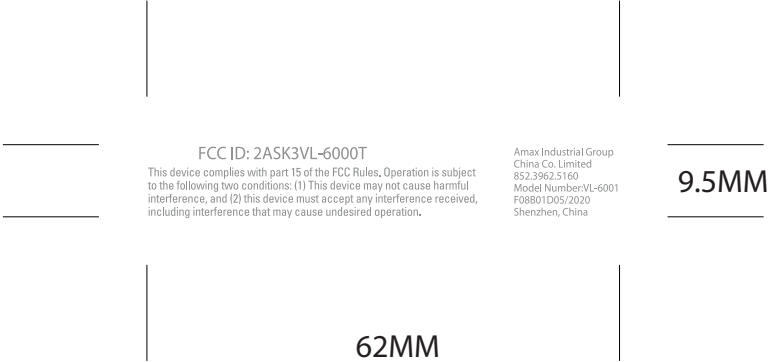 FCC ID: 2ASK3VL-6000T
This device complies with part 15 of the FCC Rules. Operation is subject
to the following two conditions: (1) This device may not cause harmful
interference, and (2) this device must accept any interference received,
including interference that may cause undesired operation.
Amax Industrial Group
China Co. Limited
852.3962.5160
Model Number:VL-6001
F08B01D05/2020
Shenzhen, China
9.5MM
62MM